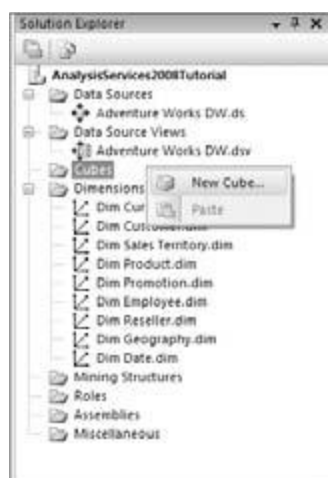 Solution Explorer
AnalysisServices2008Tutorial
Data Sources
Adventure Works DW.ds
Data Source Views
Adventure Works DW.dsv
Cubes
New Cube...
Dimensions
Dim Cur
Paste
Dim Customer.dim
Dim Sales Territory.dim
Dim Product.dim
Dim Promotion.dim
Dim Employee.dim
Dim Reseller.dim
Dim Geography.dim
Dim Date.dim
Mining Structures
Roles
Assemblies
Miscellaneous